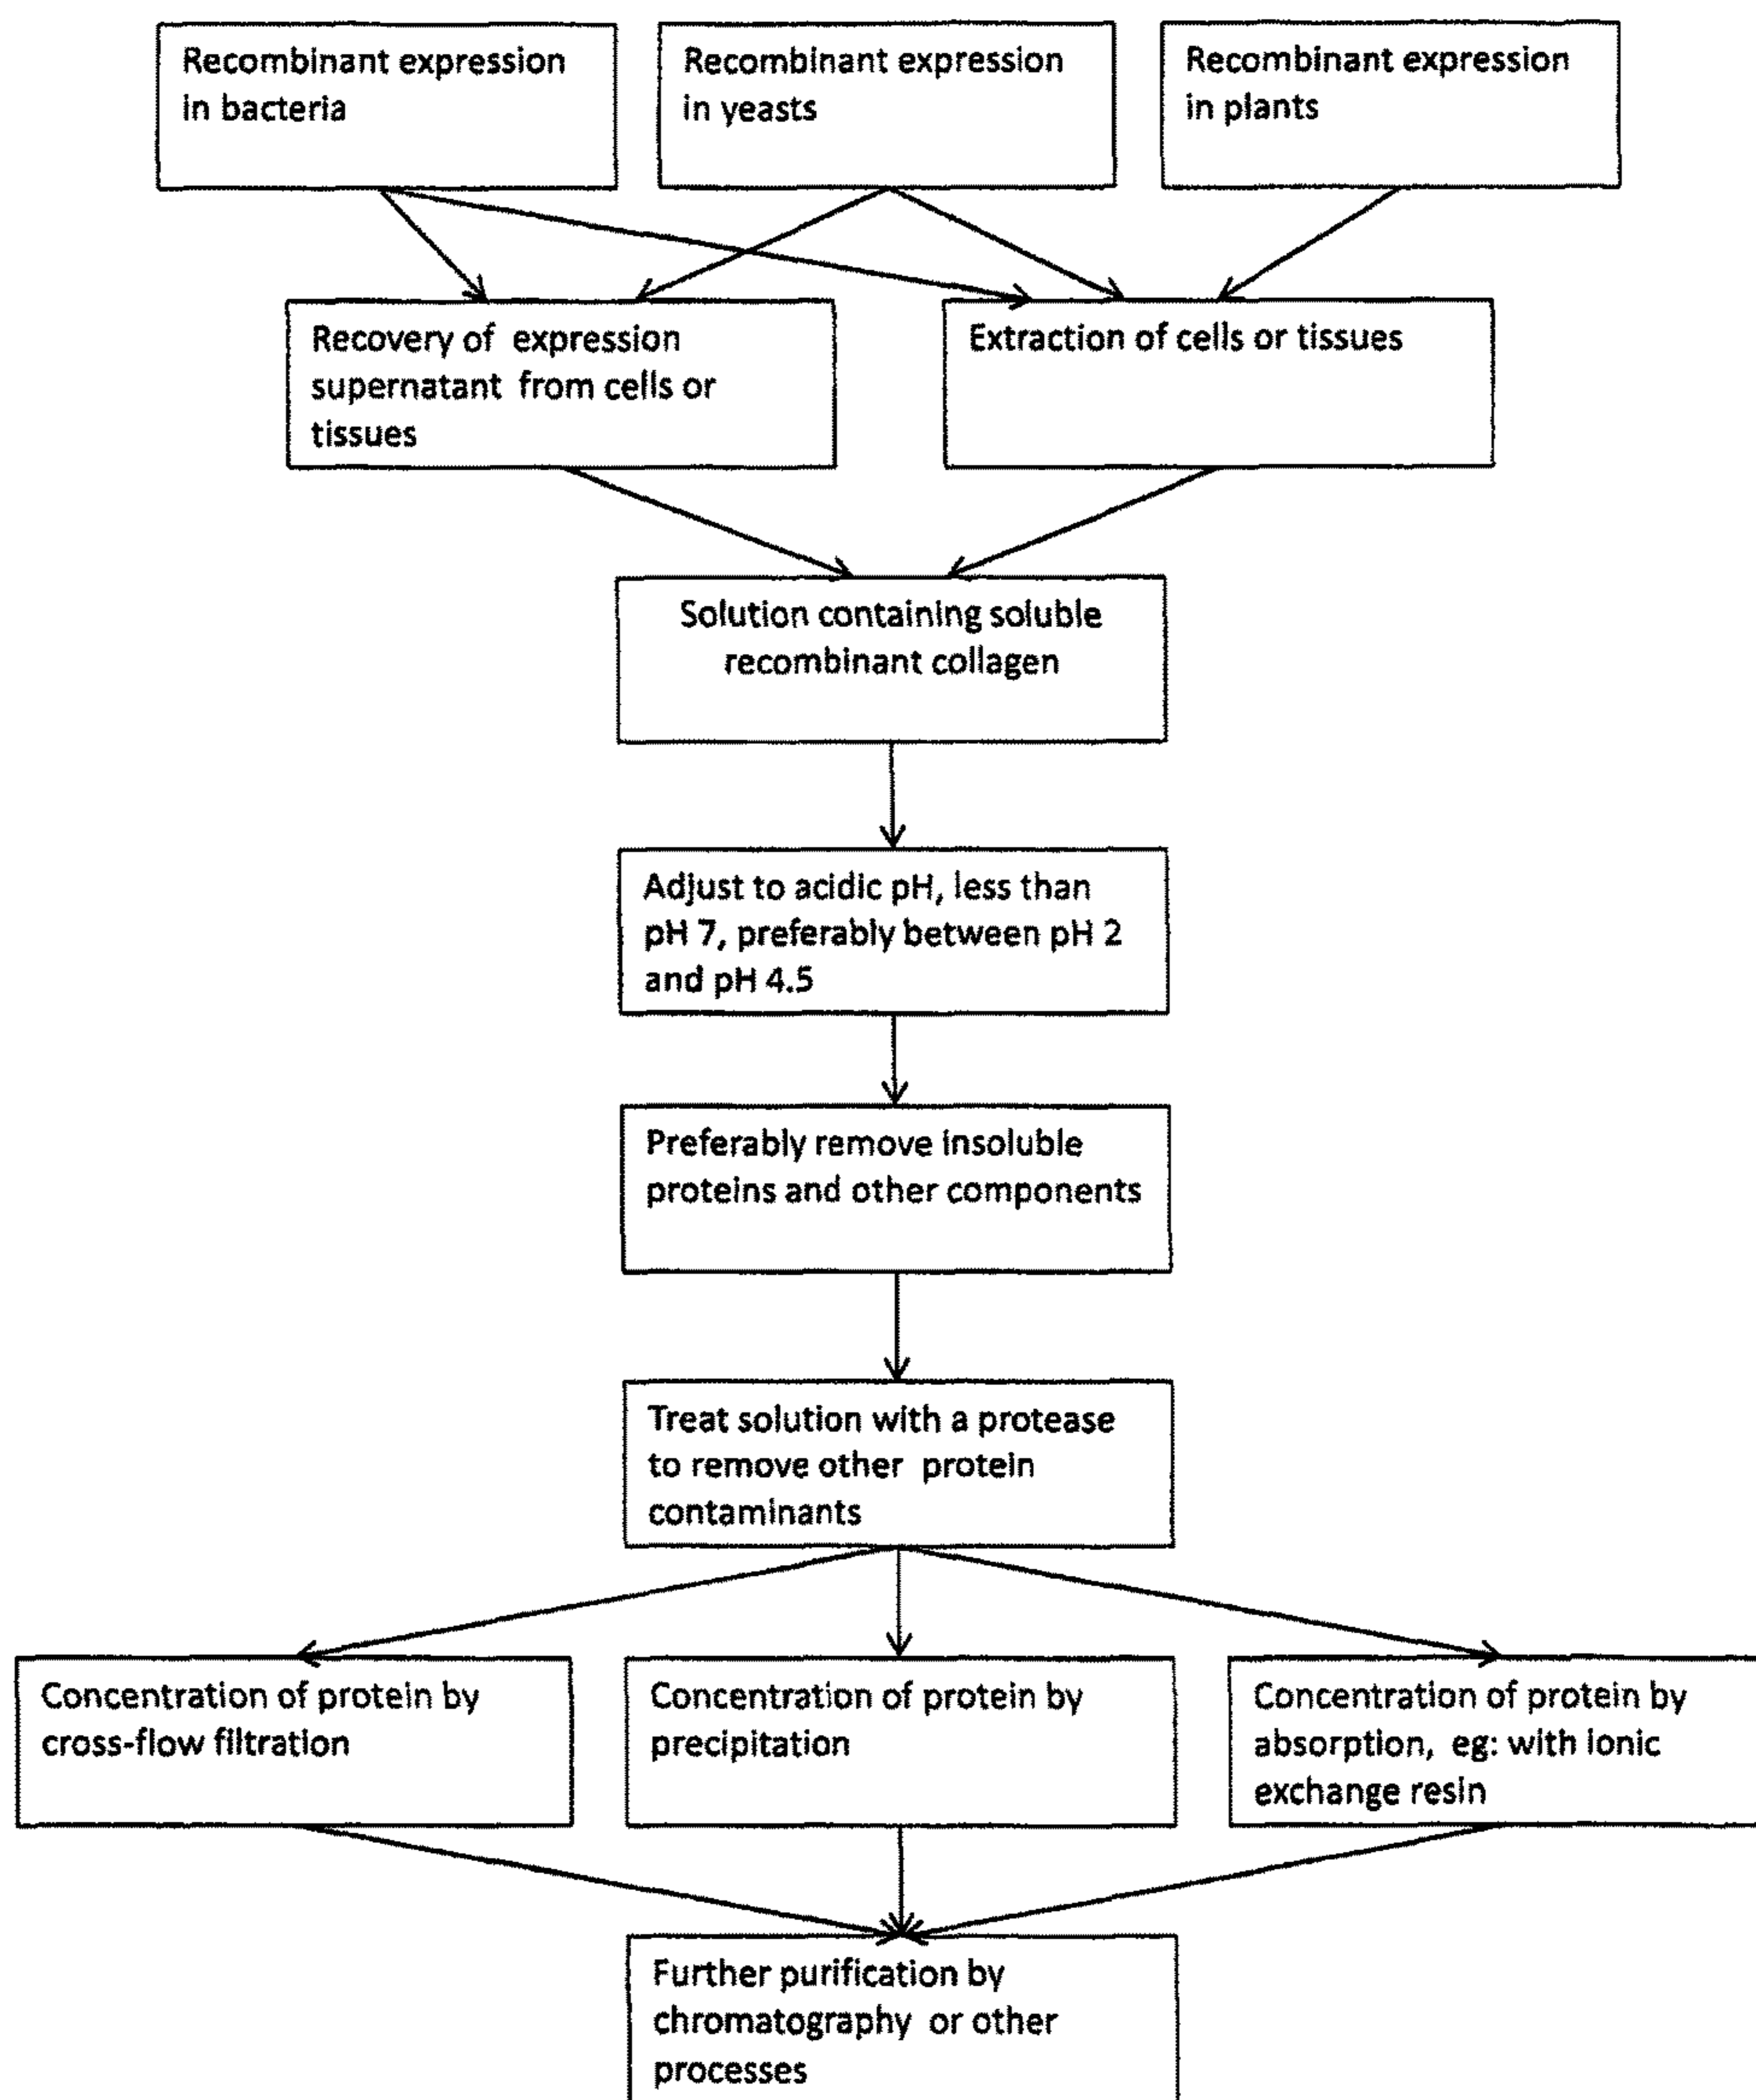 Recombinant expression
in bacteria
Recombinant expression
in yeasts
Recombinant expression
in plants
Recovery of expression
supernatant from cells or
tissues
Extraction of cells or tissues
Solution containing soluble
recombinant collagen
Adjust to acidic pH, less than
pH 7, preferably between pH 2
and pH 4.5
Preferably remove insoluble
proteins and other components
Treat solution with a protease
to remove other protein
contaminants
Concentration of protein by
cross-flow filtration
Concentration of protein by
precipitation
Concentration of protein by
absorption, eg: with ionic
exchange resin
Further purification by
chromatography or other
processes